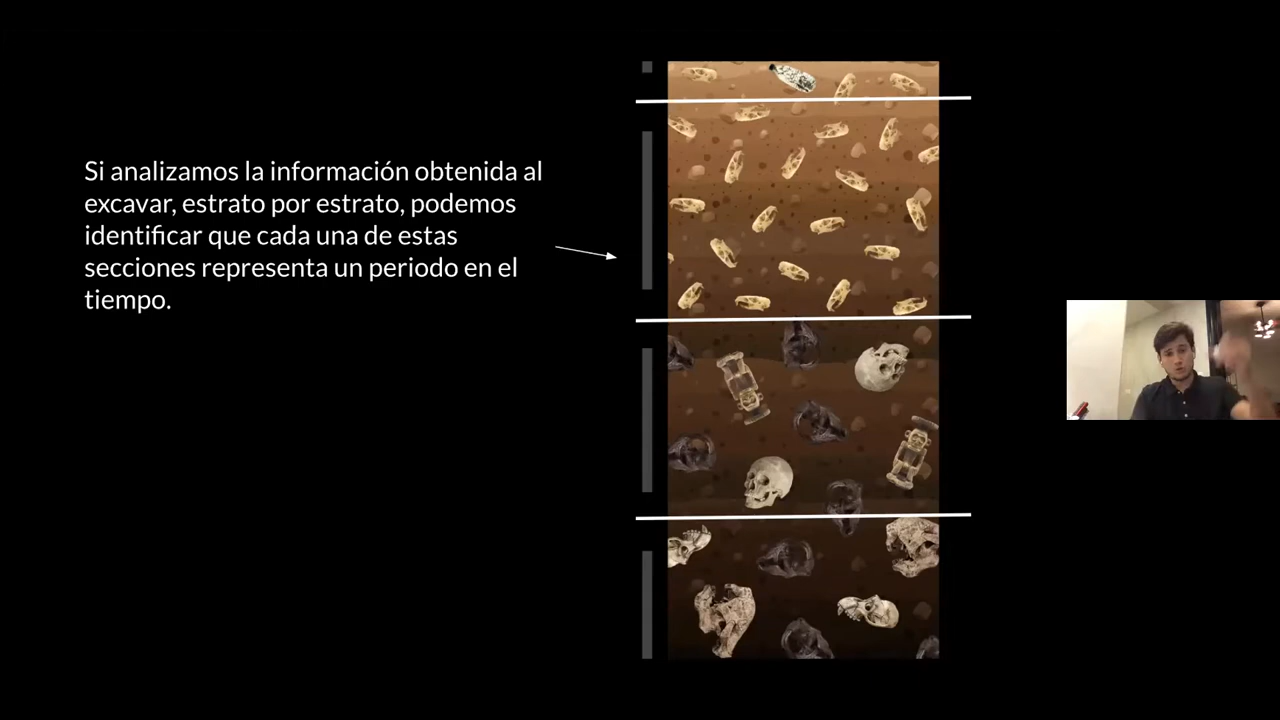 Si analizamos la información obtenida al
excavar, estrato por estrato, podemos
identificar que cada una de estas
secciones representa un periodo en el
tiempo.